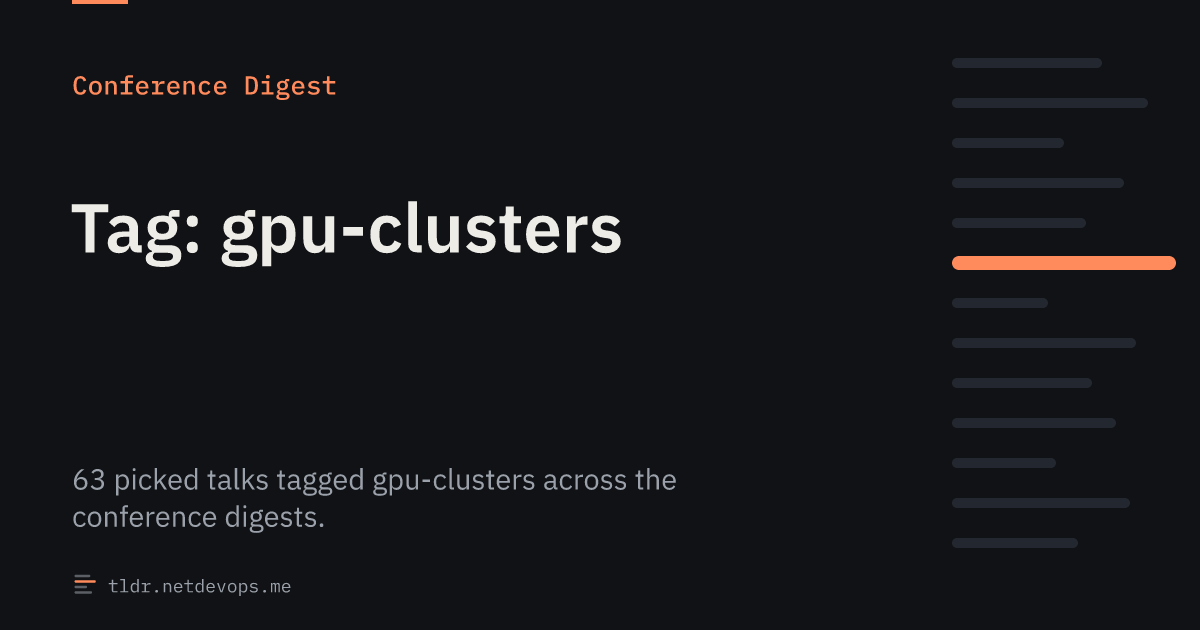 Conference Digest
Tag: gpu-clusters
63 picked talks tagged gpu-clusters across the
conference digests.
tldr.netdevops.me